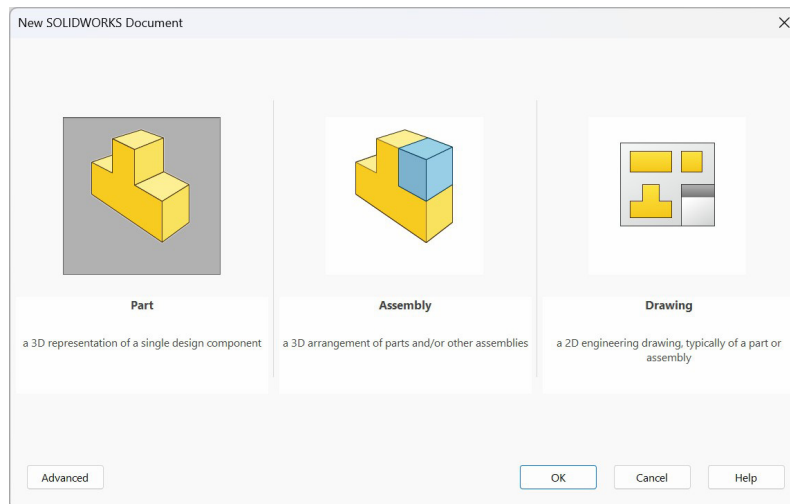 New SOLIDWORKS Document
Part
a 3D representation of a single design component
Assembly
a 3D arrangement of parts and/or other assemblies
Drawing
a 2D engineering drawing, typically of a part or
assembly
Advanced
OK
Cancel
Help